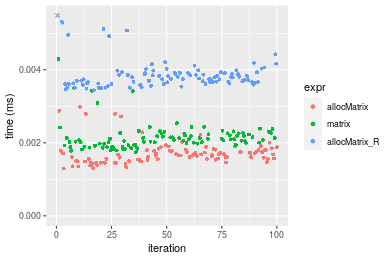 time (ms)
0.004
0.002
0.000
0
25
50
75
100
iteration
expr
allocMatrix
matrix
allocMatrix_R